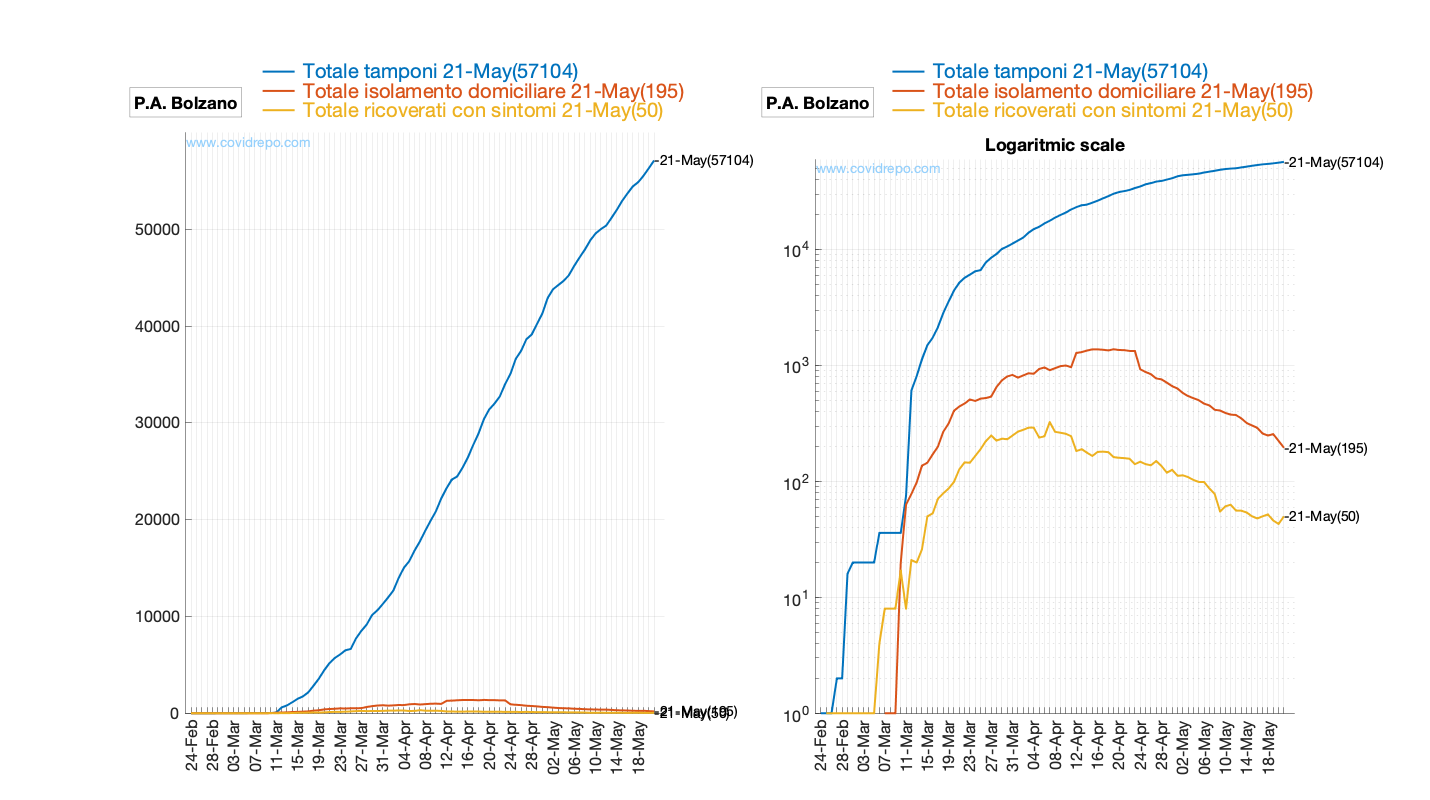 Totale tamponi 21-May(57104)
Totale isolamento domiciliare 21-May(195)
Totale ricoverati con sintomi 21-May(50)
P.A. Bolzano
www.covidrepo.com
21-May(57104)
50000
40000
30000
20000
10000
0
21-May(195)
21-May(50)
24-Feb
28-Feb
03-Mar
07-Mar
11-Mar
15-Mar
19-Mar
23-Mar
27-Mar
31-Mar
04-Apr
08-Apr
12-Apr
16-Apr
20-Apr
24-Apr
28-Apr
02-May
06-May
10-May
14-May
18-May
Totale tamponi 21-May(57104)
Totale isolamento domiciliare 21-May(195)
Totale ricoverati con sintomi 21-May(50)
P.A. Bolzano
Logaritmic scale
www.covidrepo.com
21-May(57104)
10^4
10^3
21-May(195)
10^2
21-May(50)
10^1
10^0
24-Feb
28-Feb
03-Mar
07-Mar
11-Mar
15-Mar
19-Mar
23-Mar
27-Mar
31-Mar
04-Apr
08-Apr
12-Apr
16-Apr
20-Apr
24-Apr
28-Apr
02-May
06-May
10-May
14-May
18-May